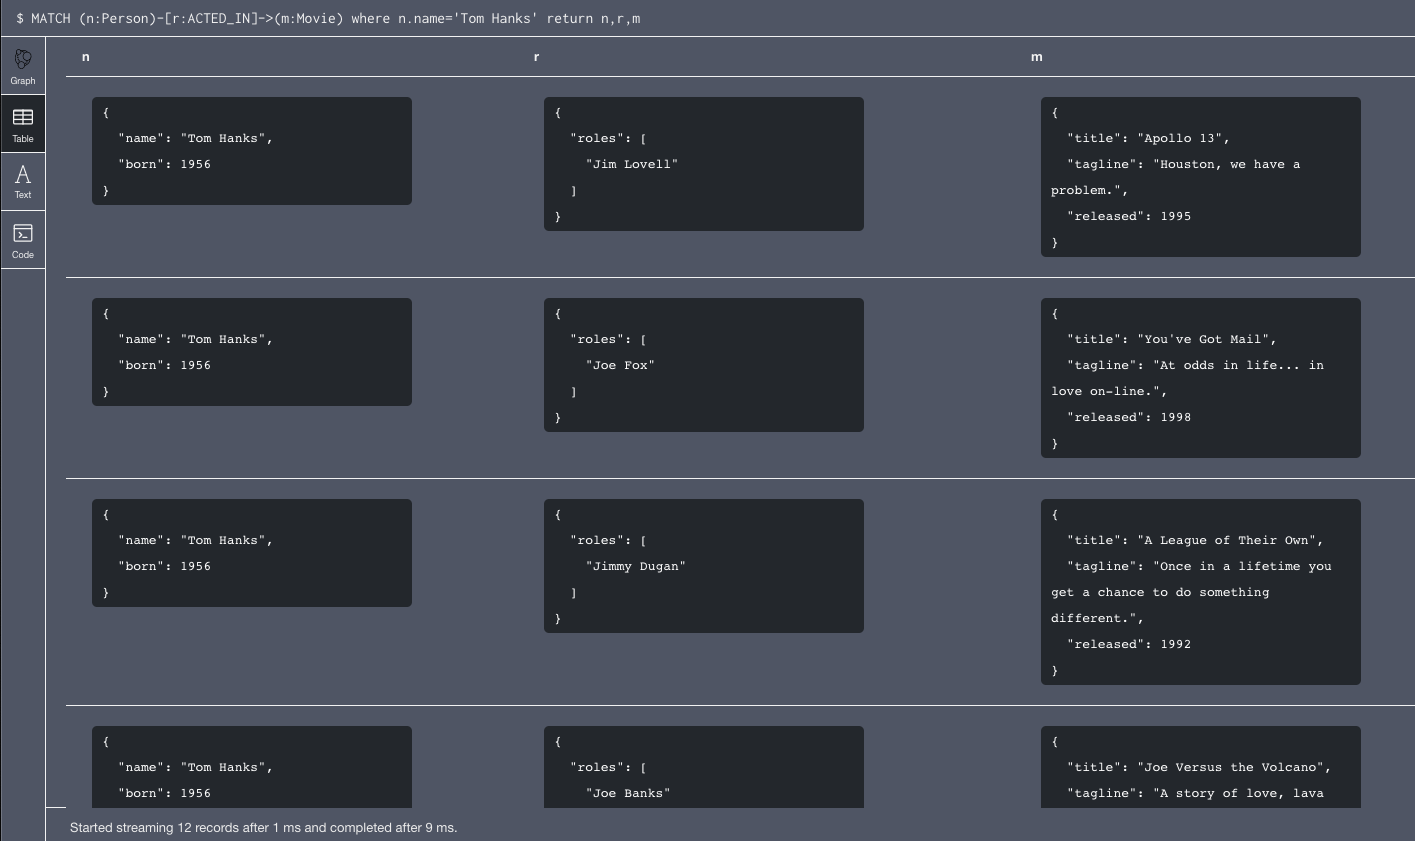 $ MATCH (n:Person)-[r:ACTED_IN]->(m:Movie) where n.name='Tom Hanks' return n,r,m
Graph
Table
Text
Code
n r m
{
"name": "Tom Hanks",
"born": 1956
}
{
"roles": [
"Jim Lovell"
]
}
{
"title": "Apollo 13",
"tagline": "Houston, we have a
problem.",
"released": 1995
}
{
"name": "Tom Hanks",
"born": 1956
}
{
"roles": [
"Joe Fox"
]
}
{
"title": "You've Got Mail",
"tagline": "At odds in life... in
love on-line.",
"released": 1998
}
{
"name": "Tom Hanks",
"born": 1956
}
{
"roles": [
"Jimmy Dugan"
]
}
{
"title": "A League of Their Own",
"tagline": "Once in a lifetime you
get a chance to do something
different.",
"released": 1992
}
{
"name": "Tom Hanks",
"born": 1956
{
"roles": [
"Joe Banks"
{
"title": "Joe Versus the Volcano",
"tagline": "A story of love, lava
Started streaming 12 records after 1 ms and completed after 9 ms.